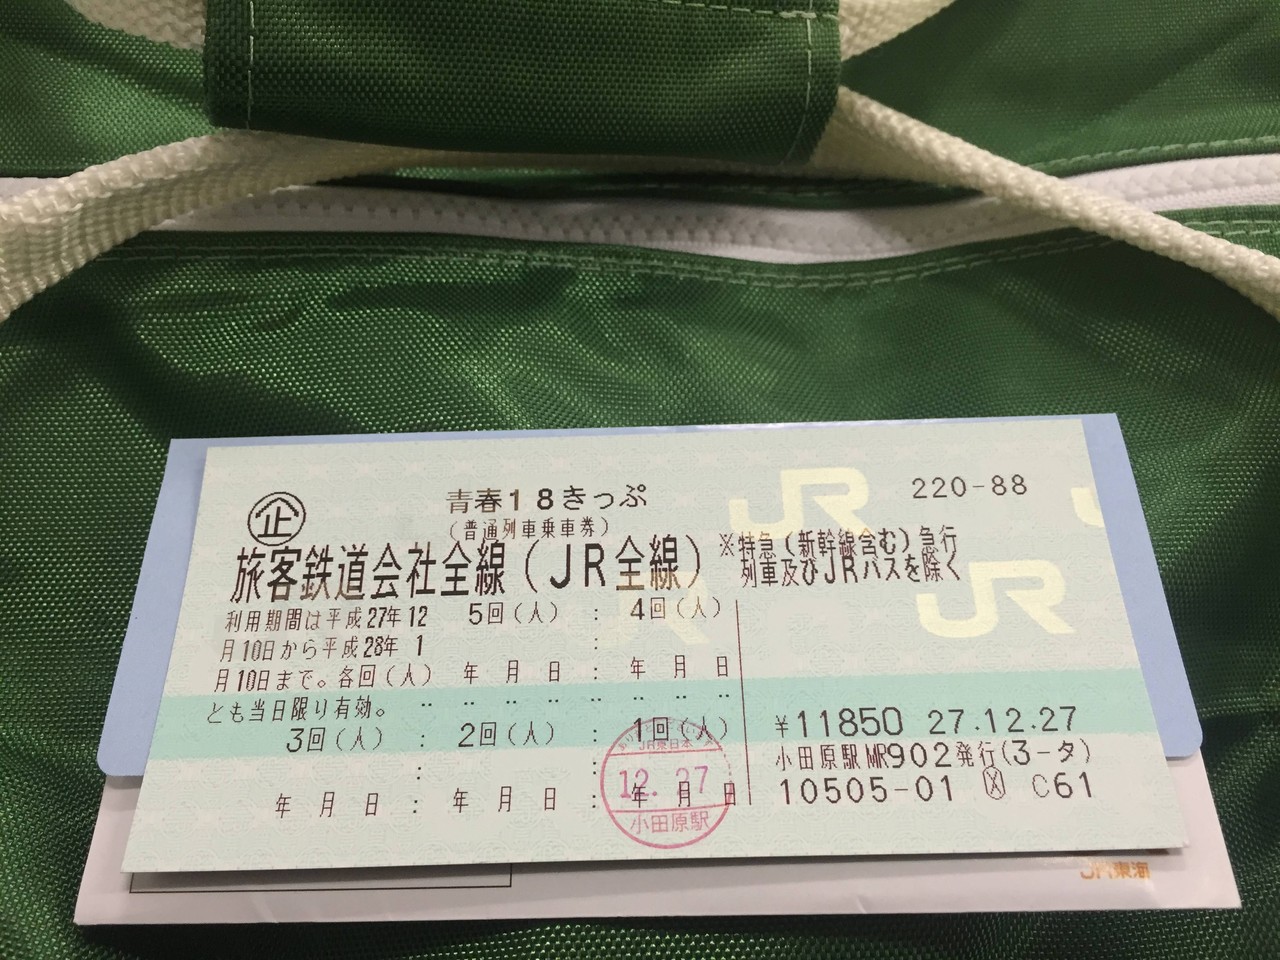 企
青春18きっぷ
220-88
(普通列車乗車券)
旅客鉄道会社全線(JR全線)
※特急(新幹線含む)急行
列車及びJRバスを除く
利用期間は平成27年12
月10日から平成28年 1
月10日まで。各回(人)
とも当日限り有効。
5回(人) : 4回(人)
:
年 月 日 : 年 月 日
‥ ‥ ‥ ‥ ‥ ‥ ‥
3回(人) : 2回(人) : 1回(人)
: :
年 月 日 : 年 月 日 : 年 月 日
¥11850 27.12.27
小田原駅MR902発行(3-タ)
10505-01 C61
JR東日本
12.27
小田原駅
JR
JR
JR
JR東海